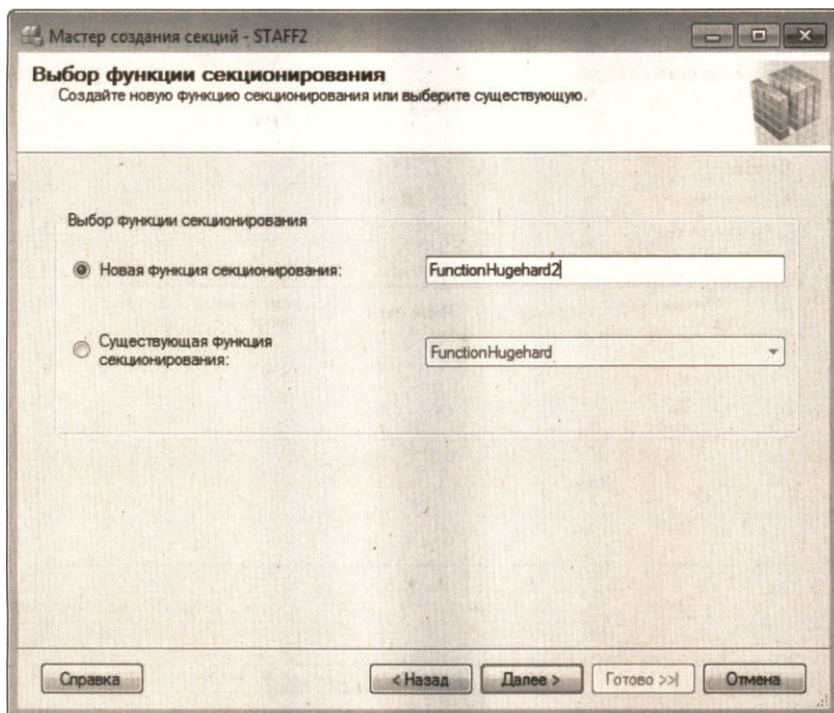 Мастер создания секций - STAFF2
Выбор функции секционирования
Создайте новую функцию секционирования или выберите существующую.
Выбор функции секционирования
Новая функция секционирования:
FunctionHugehard2
Существующая функция
секционирования:
FunctionHugehard
Справка
< Назад
Далее >
Готово >>|
Отмена